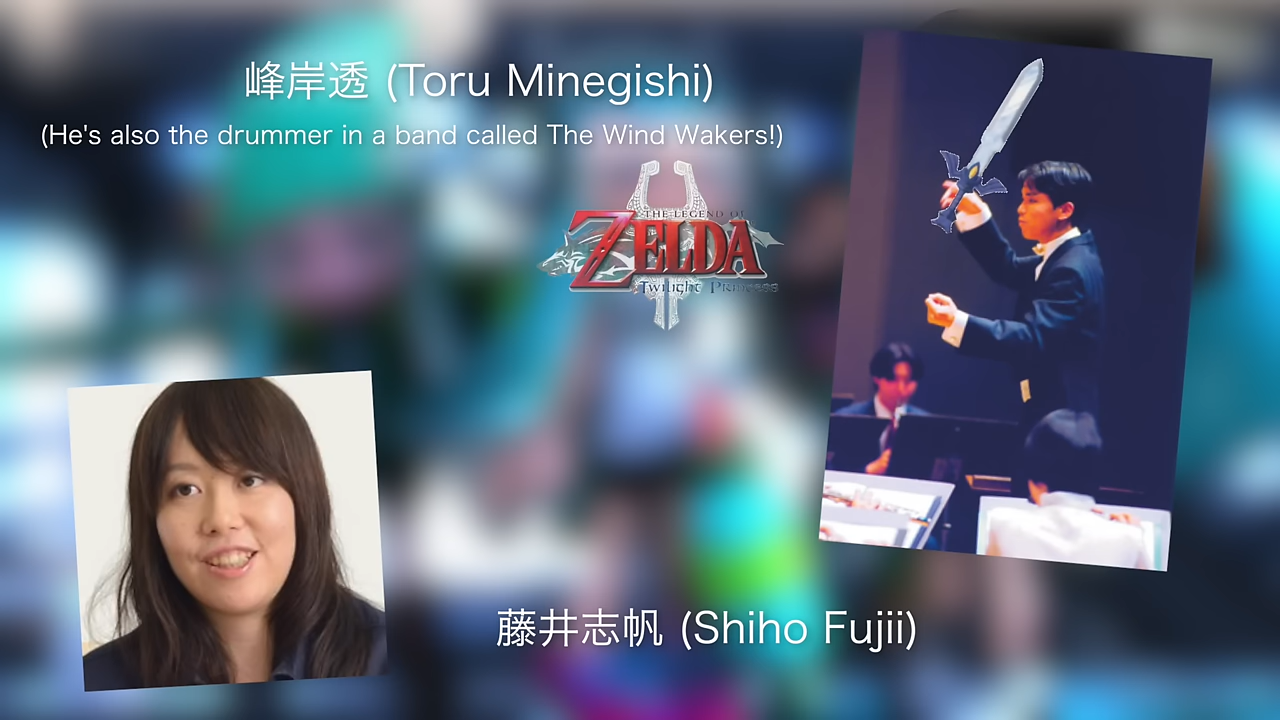 峰岸透 (Toru Minegishi)
(He's also the drummer in a band called The Wind Wakers!)
THE LEGEND OF
ZELDA
Twilight Princess
藤井志帆 (Shiho Fujii)